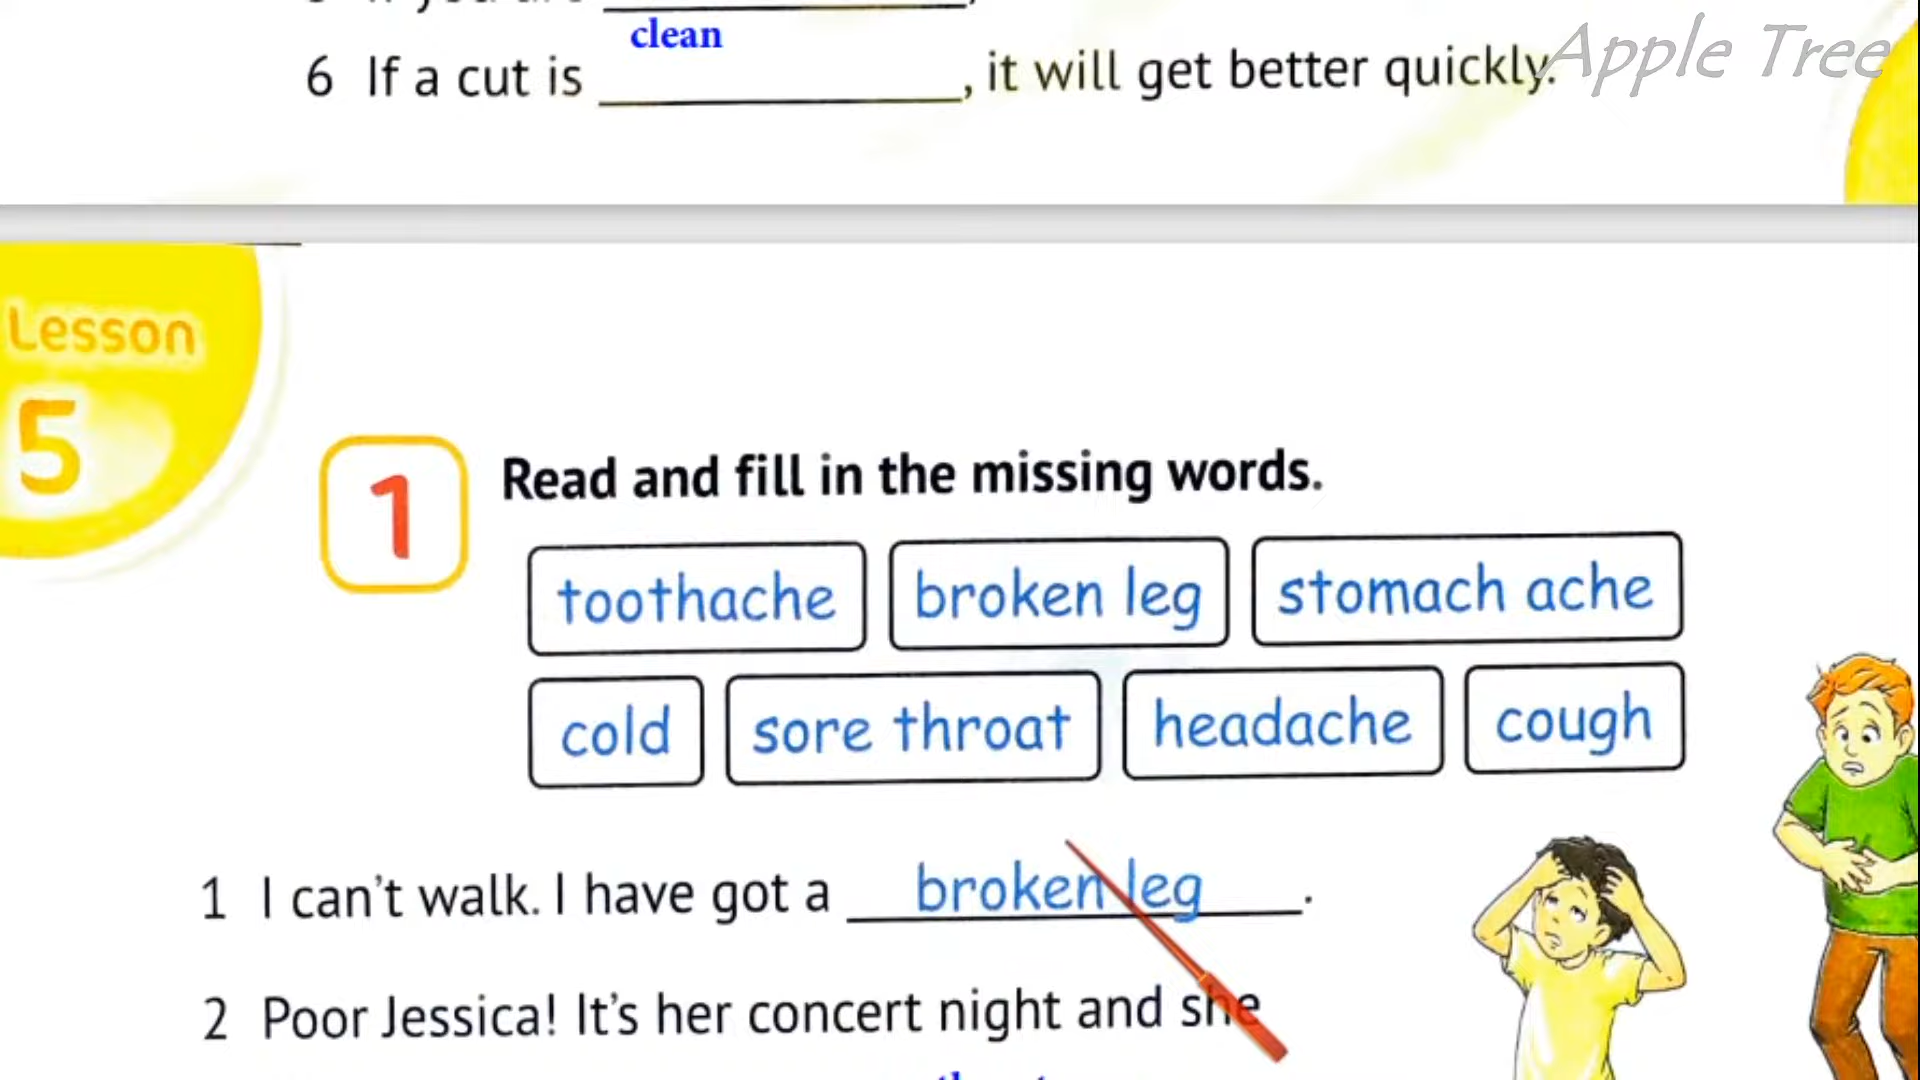 clean
Apple Tree
6 If a cut is ____________, it will get better quickly.
Lesson
5
1 Read and fill in the missing words.
toothache broken leg stomach ache
cold sore throat headache cough
1 I can't walk. I have got a broken leg.
2 Poor Jessica! It's her concert night and she